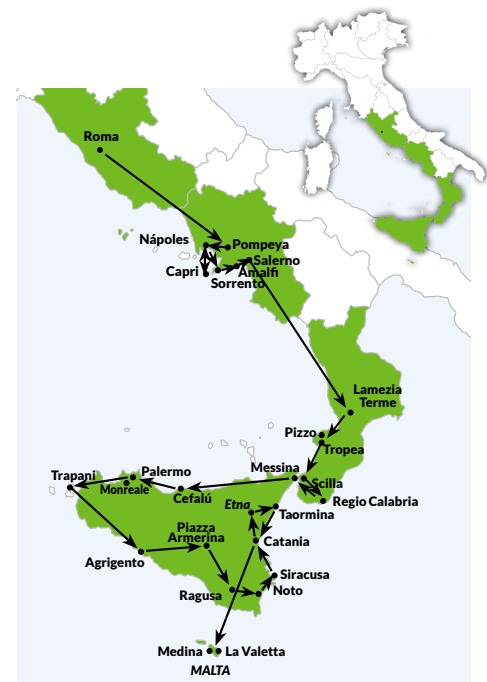 Roma
Nápoles
Pompeya
Capri
Salerno
Amalfi
Sorrento
Lamezia
Terme
Pizzo
Tropea
Messina
Scilla
Regio Calabria
Trapani
Palermo
Monreale
Cefalú
Etna
Taormina
Piazza
Armerina
Catania
Agrigento
Siracusa
Ragusa
Noto
Medina
La Valetta
MALTA